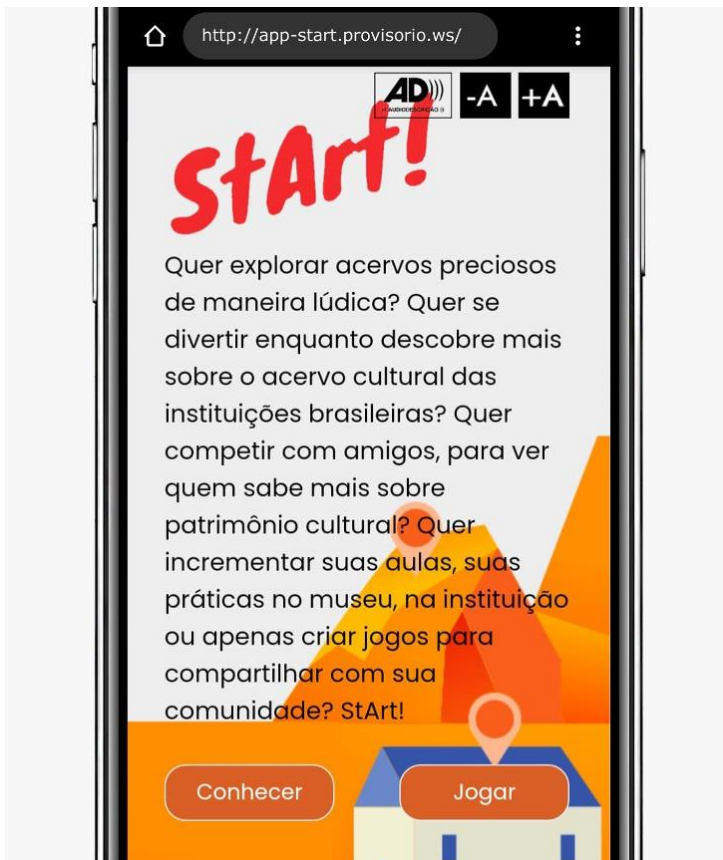 http://app-start.provisorio.ws/
AD)))
-A
+A
StArt!
Quer explorar acervos preciosos
de maneira lúdica? Quer se
divertir enquanto descobre mais
sobre o acervo cultural das
instituições brasileiras? Quer
competir com amigos, para ver
quem sabe mais sobre
patrimônio cultural? Quer
incrementar suas aulas, suas
práticas no museu, na instituição
ou apenas criar jogos para
compartilhar com sua
comunidade? StArt!
Conhecer
Jogar